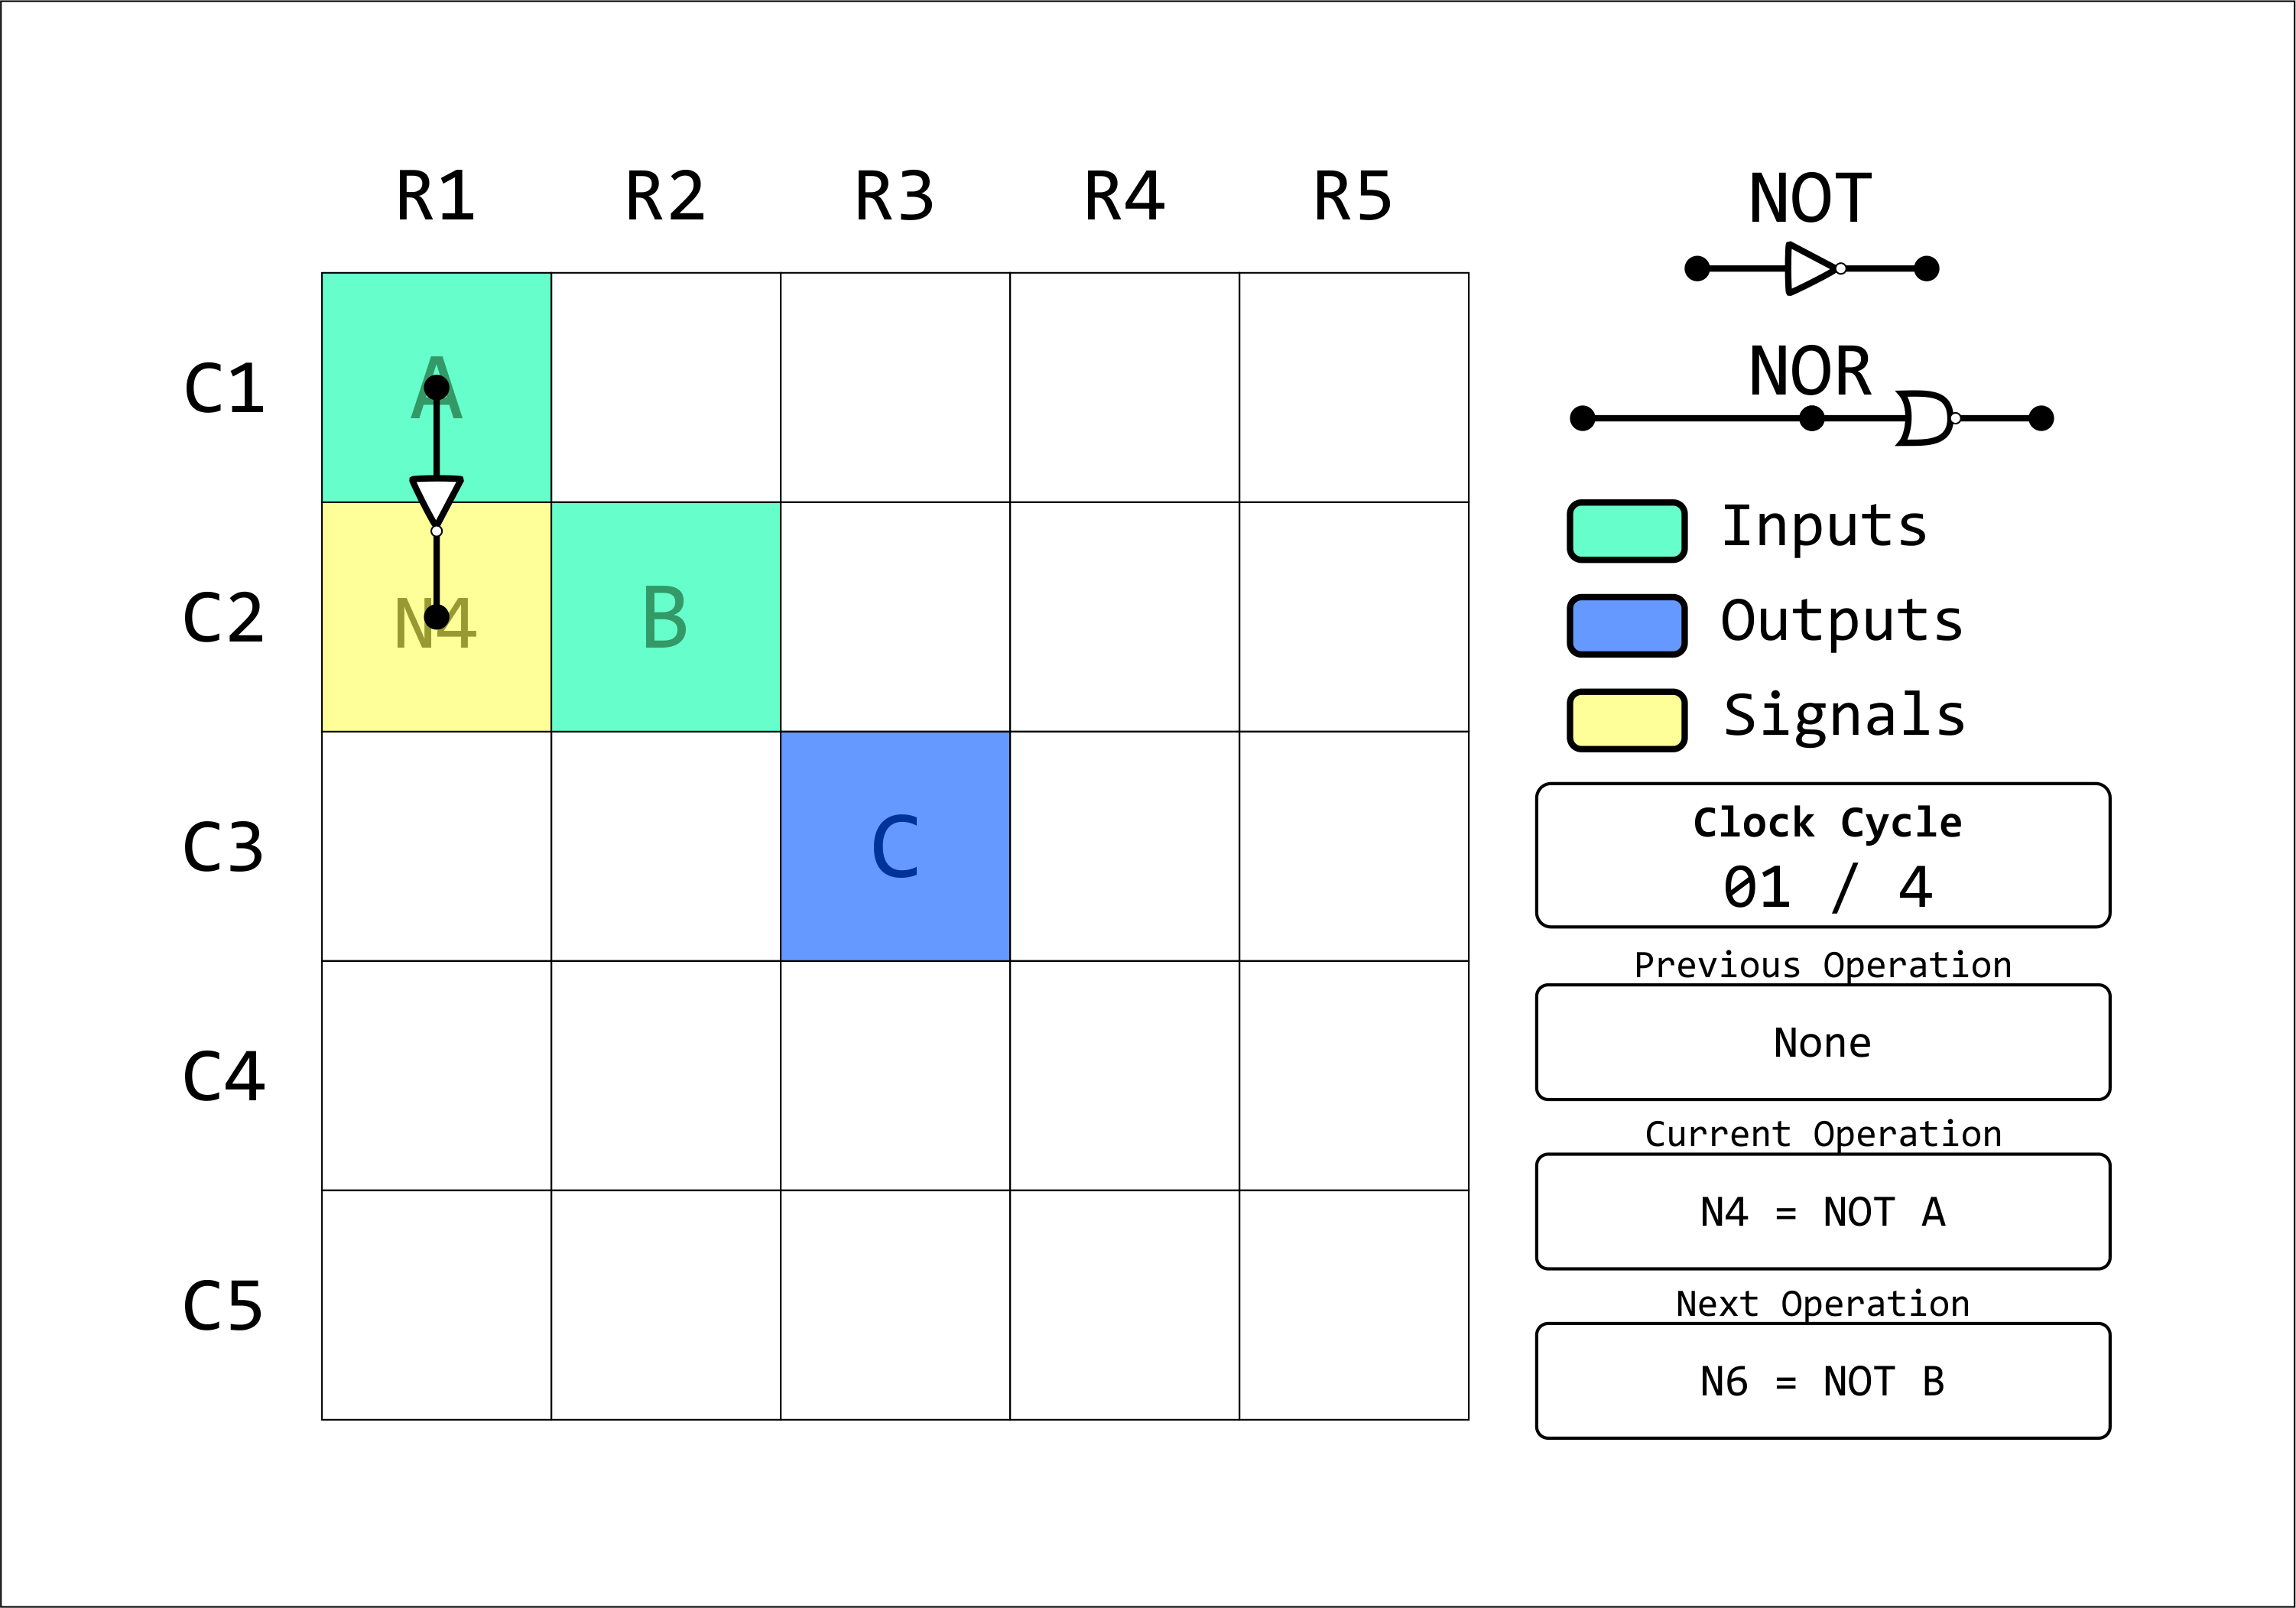 R1 R2 R3 R4 R5
C1
C2
C3
C4
C5
A
N4
B
C
NOT
NOR
Inputs
Outputs
Signals
Clock Cycle
01 / 4
Previous Operation
None
Current Operation
N4 = NOT A
Next Operation
N6 = NOT B